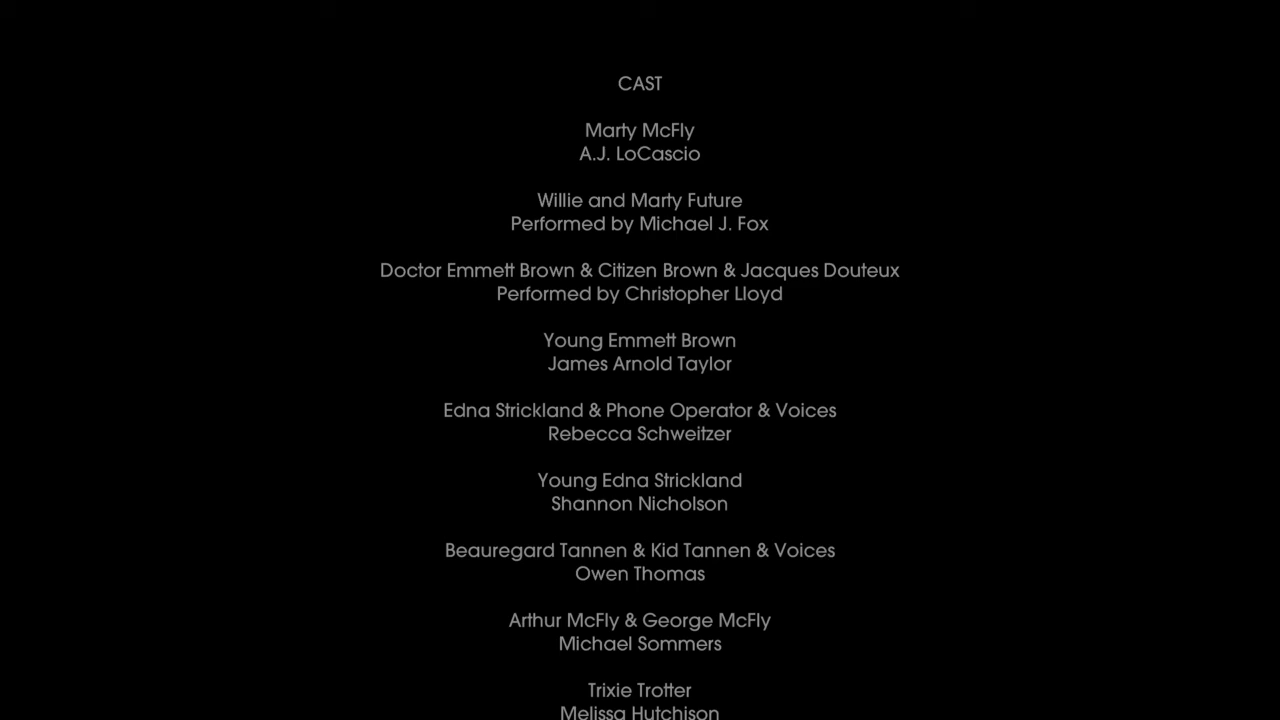 CAST
Marty McFly
A.J. LoCascio
Willie and Marty Future
Performed by Michael J. Fox
Doctor Emmett Brown & Citizen Brown & Jacques Douteux
Performed by Christopher Lloyd
Young Emmett Brown
James Arnold Taylor
Edna Strickland & Phone Operator & Voices
Rebecca Schweitzer
Young Edna Strickland
Shannon Nicholson
Beauregard Tannen & Kid Tannen & Voices
Owen Thomas
Arthur McFly & George McFly
Michael Sommers
Trixie Trotter
Melissa Hutchison